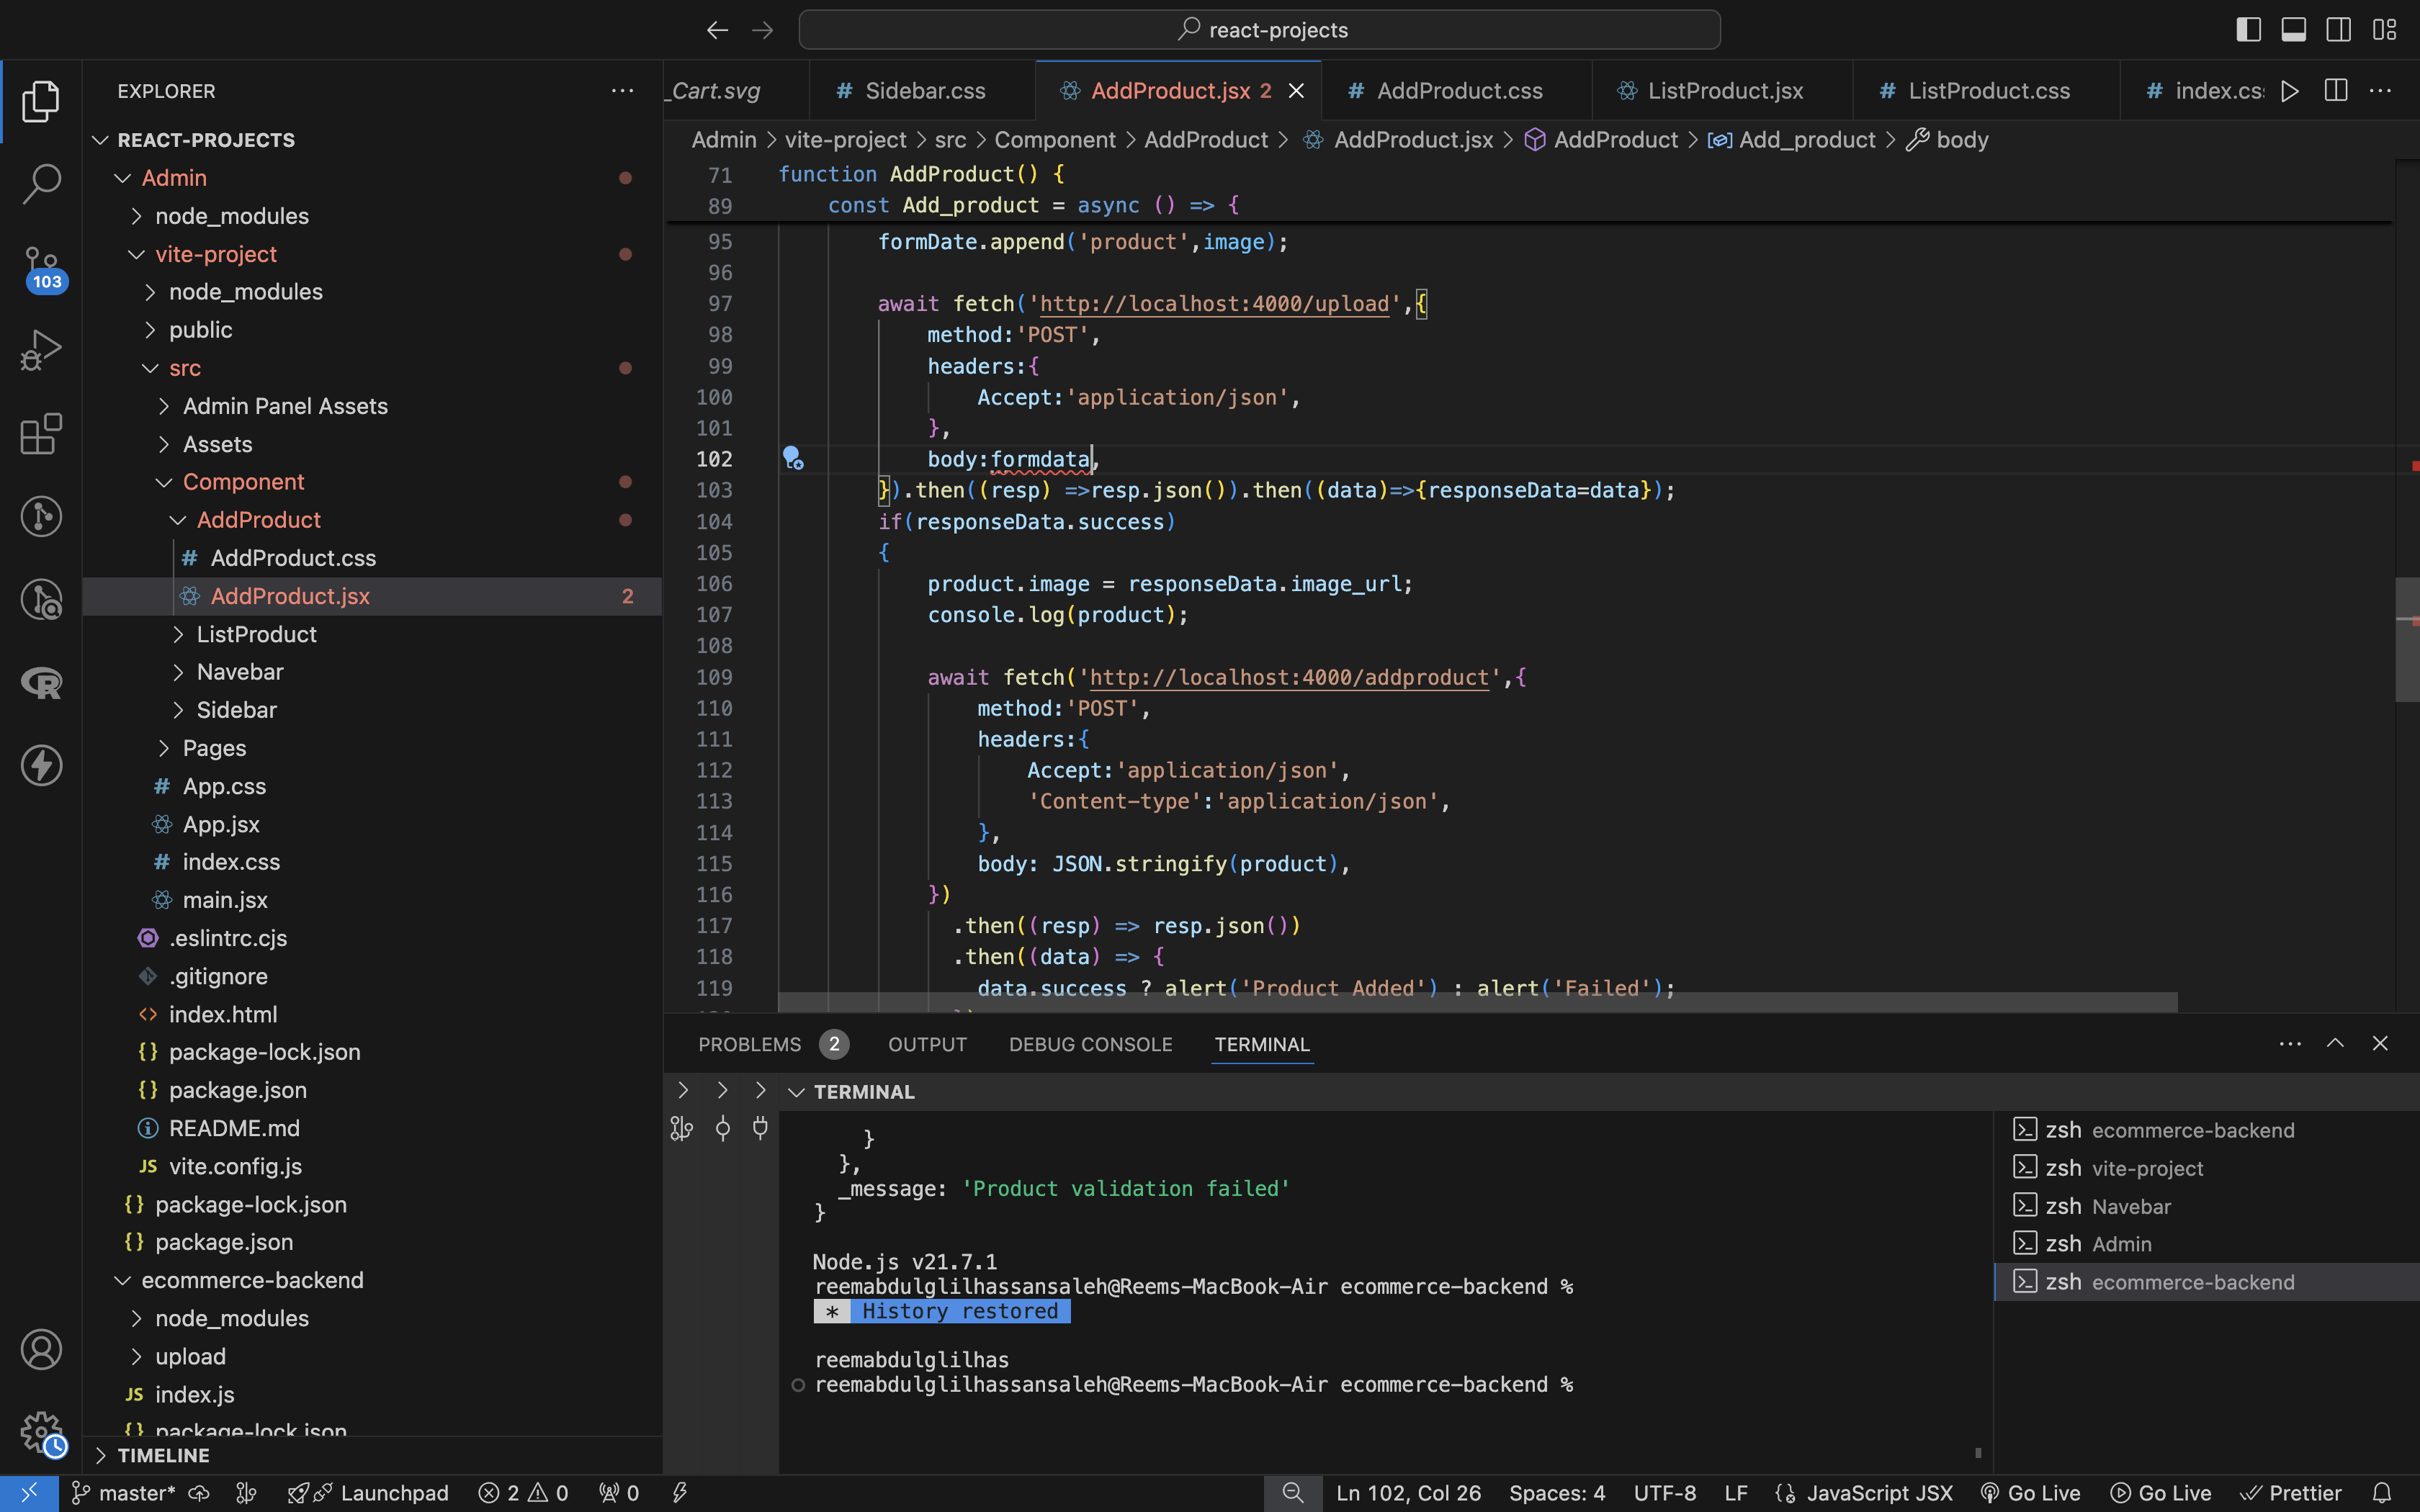 react-projects
EXPLORER
REACT-PROJECTS
Admin
node_modules
vite-project
node_modules
public
src
Admin Panel Assets
Assets
Component
AddProduct
# AddProduct.css
AddProduct.jsx 2
ListProduct
Navebar
Sidebar
Pages
# App.css
App.jsx
# index.css
main.jsx
.eslintrc.cjs
.gitignore
<> index.html
{} package-lock.json
{} package.json
README.md
JS vite.config.js
{} package-lock.json
{} package.json
ecommerce-backend
node_modules
upload
JS index.js
{} package-lock.json
TIMELINE
103
_Cart.svg # Sidebar.css AddProduct.jsx 2 # AddProduct.css ListProduct.jsx # ListProduct.css # index.cs
Admin > vite-project > src > Component > AddProduct > AddProduct.jsx > AddProduct > Add_product > body
71 function AddProduct() {
89 const Add_product = async () => {
95 formDate.append('product',image);
96
97 await fetch('http://localhost:4000/upload',{
98 method:'POST',
99 headers:{
100 Accept:'application/json',
101 },
102 body:formdata,
103 }).then((resp) =>resp.json()).then((data)=>{responseData=data});
104 if(responseData.success)
105 {
106 product.image = responseData.image_url;
107 console.log(product);
108
109 await fetch('http://localhost:4000/addproduct',{
110 method:'POST',
111 headers:{
112 Accept:'application/json',
113 'Content-type':'application/json',
114 },
115 body: JSON.stringify(product),
116 })
117 .then((resp) => resp.json())
118 .then((data) => {
119 data.success ? alert('Product Added') : alert('Failed');
PROBLEMS 2 OUTPUT DEBUG CONSOLE TERMINAL
TERMINAL
}
},
_message: 'Product validation failed'
}
Node.js v21.7.1
reemabdulglilhassansaleh@Reems-MacBook-Air ecommerce-backend %
* History restored
reemabdulglilhas
reemabdulglilhassansaleh@Reems-MacBook-Air ecommerce-backend %
zsh ecommerce-backend
zsh vite-project
zsh Navebar
zsh Admin
zsh ecommerce-backend
master* Launchpad 2 0 0 Ln 102, Col 26 Spaces: 4 UTF-8 LF JavaScript JSX Go Live Go Live Prettier